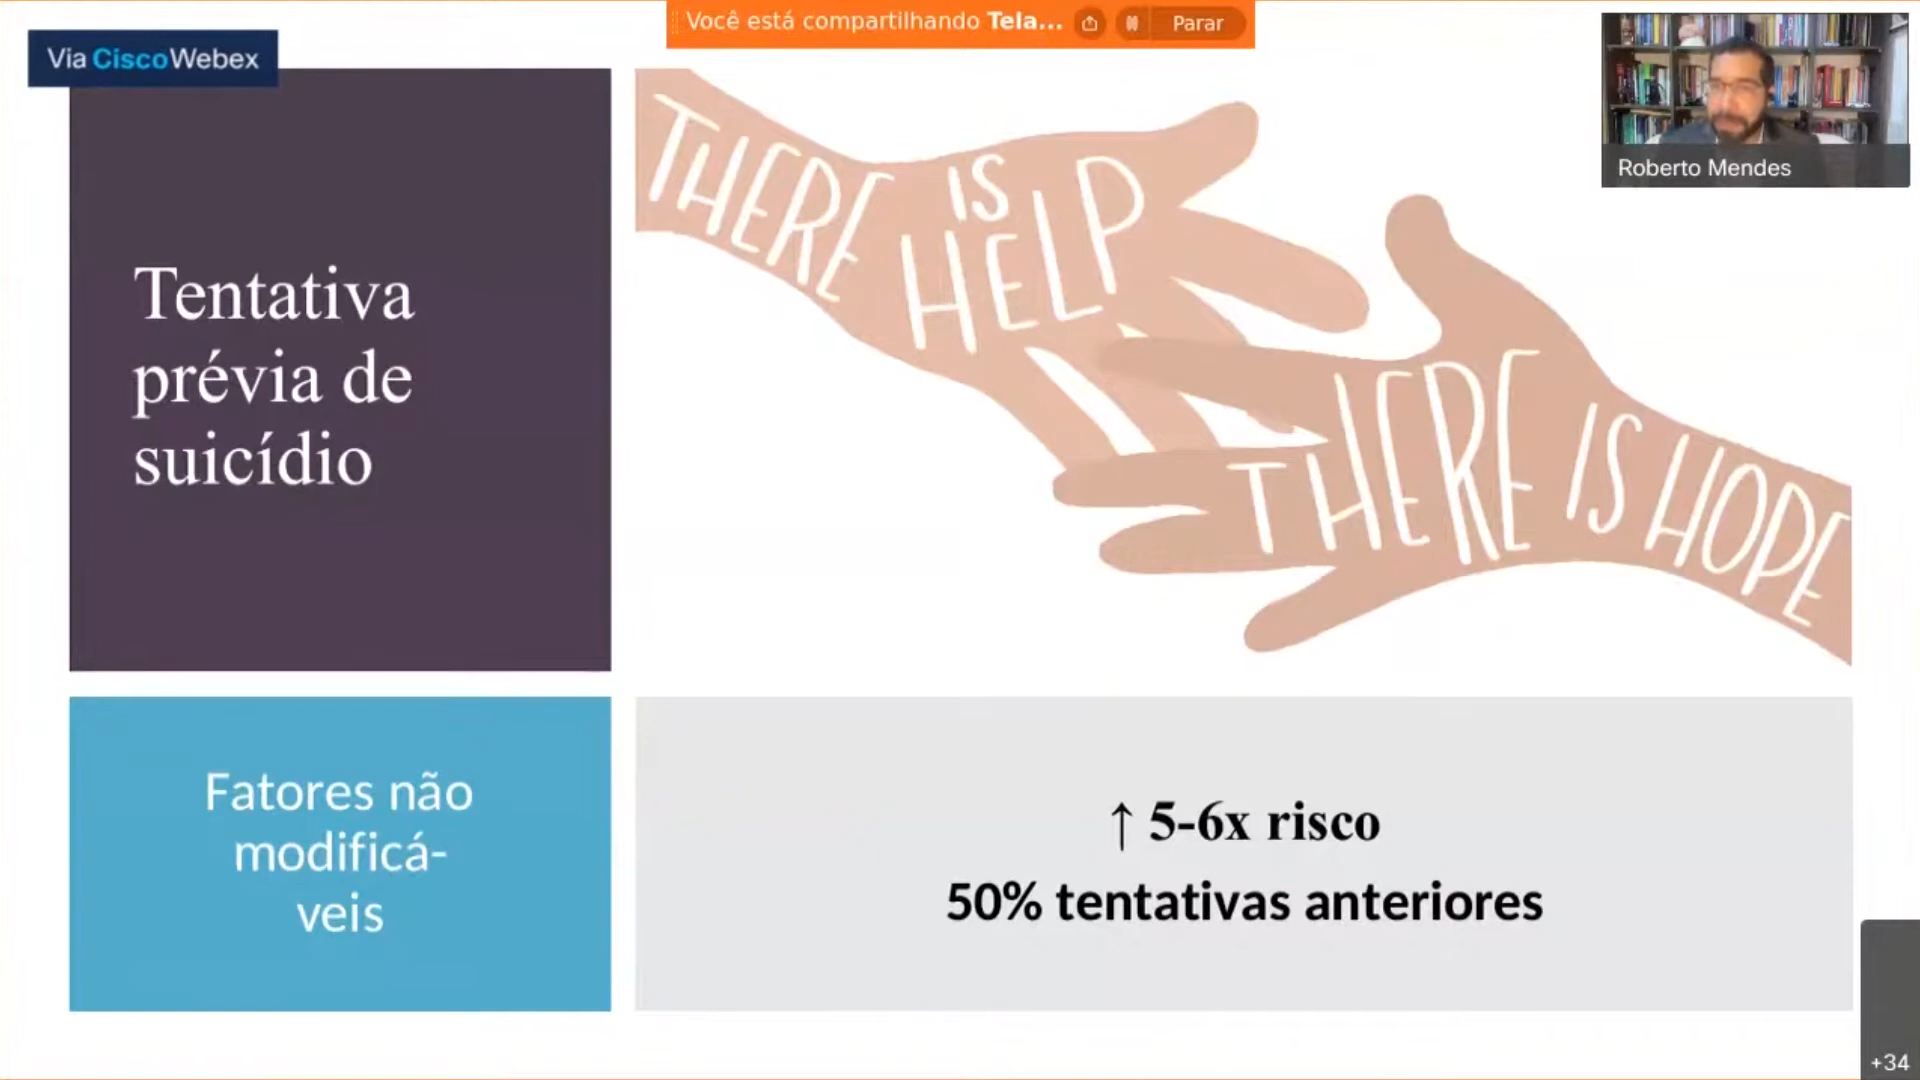 Você está compartilhando Tela...
Parar
Via CiscoWebex
Roberto Mendes
Tentativa
prévia de
suicídio
THERE IS
HELP
THERE IS HOPE
Fatores não
modificá-
veis
↑ 5-6x risco
50% tentativas anteriores
+34